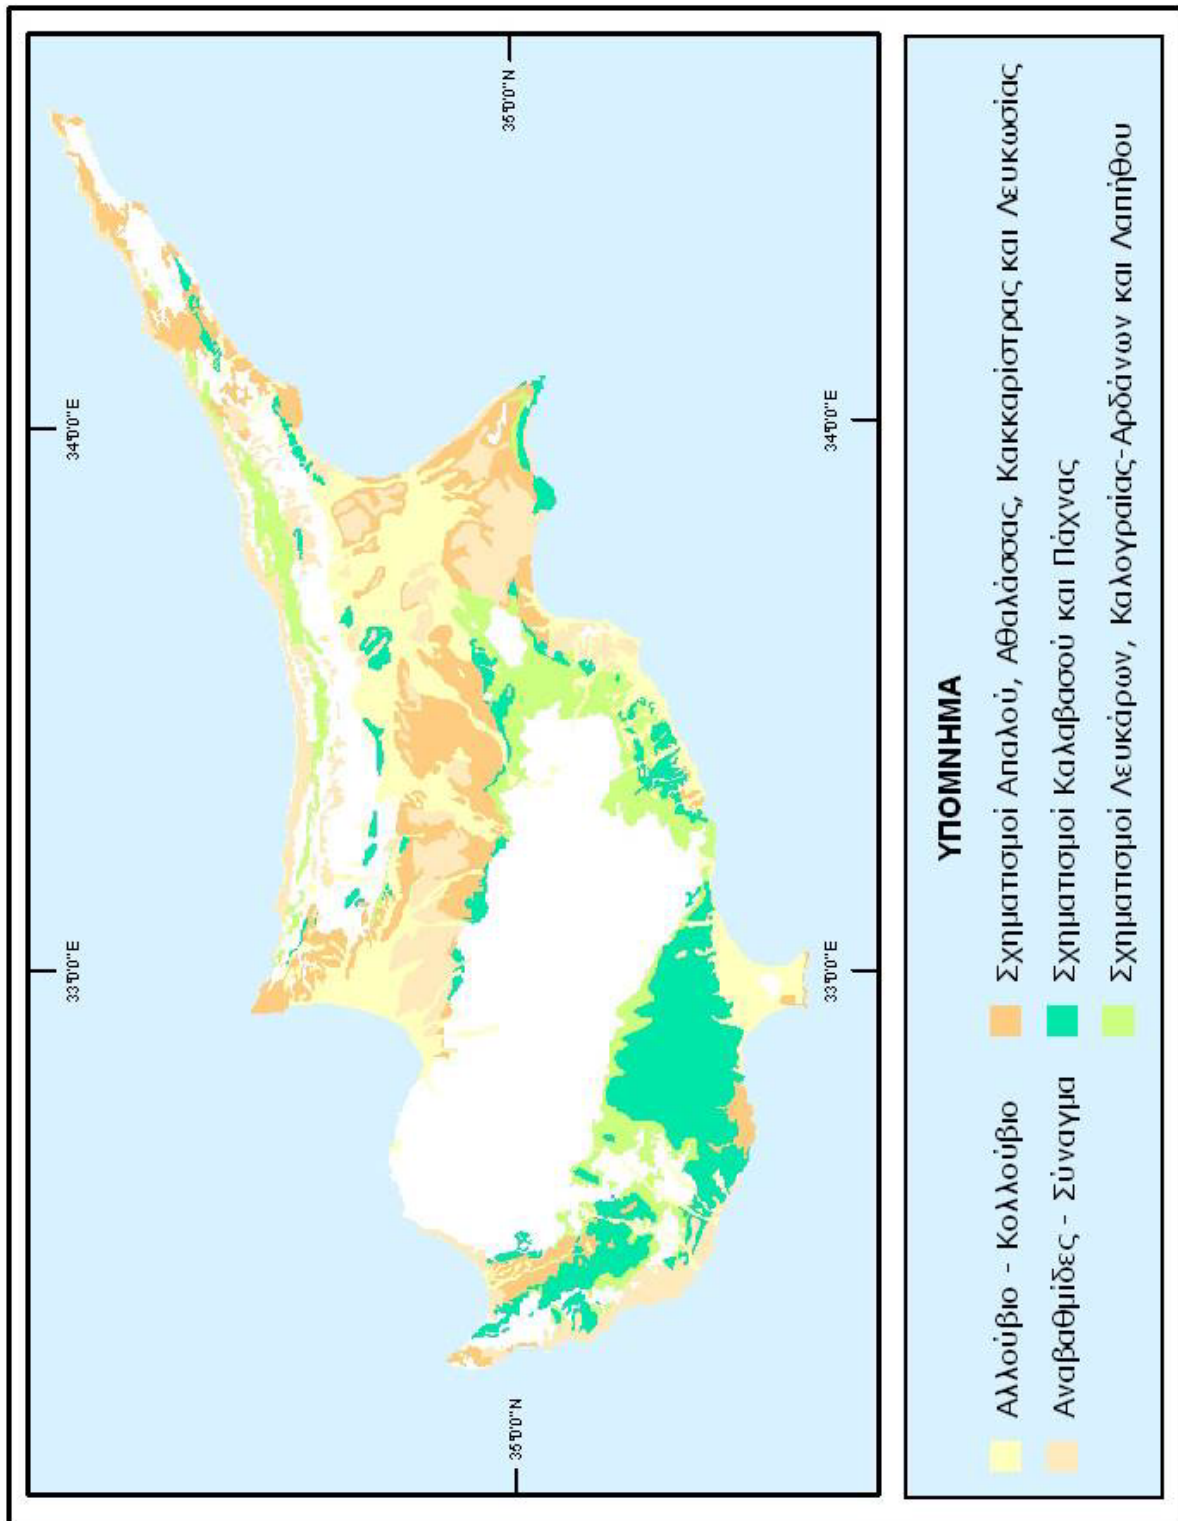 33°0'0"E
34°0'0"E
35°0'0"N
35°0'0"N
33°0'0"E
34°0'0"E
ΥΠΟΜΝΗΜΑ
Αλλούβιο - Κολλούβιο
Σχηματισμοί Απαλού, Αθαλάσσας, Κακκαρίστρας και Λευκωσίας
Αναβαθμίδες - Σύναγμα
Σχηματισμοί Καλαβασού και Πάχνας
Σχηματισμοί Λευκάρων, Καλογραίας-Αρδάνων και Λαπήθου